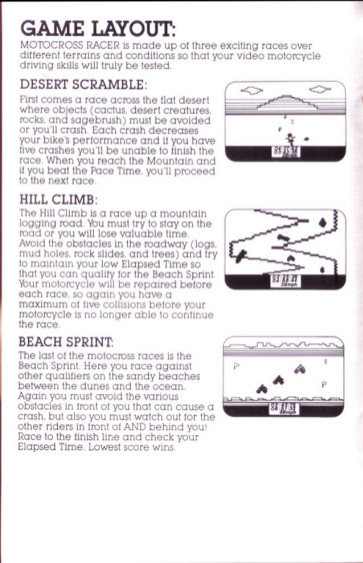 GAME LAYOUT:
MOTOCROSS RACER is made up of three exciting races over
different terrains and conditions so that your video motorcycle
driving skills will truly be tested.
DESERT SCRAMBLE:
First comes a race across the flat desert
where objects (cactus, desert creatures,
rocks, and sagebrush) must be avoided
or you'll crash. Each crash decreases
your bike's performance and if you have
five crashes you'll be unable to finish the
race. When you reach the Mountain and
if you beat the Pace Time, you'll proceed
to the next race.
HILL CLIMB:
The Hill Climb is a race up a mountain
logging road. You must try to stay on the
road or you will lose valuable time.
Avoid the obstacles in the roadway (logs,
mud holes, rock slides, and trees) and try
to maintain your low Elapsed Time so
that you can qualify for the Beach Sprint.
Your motorcycle will be repaired before
each race, so again you have a
maximum of five collisions before your
motorcycle is no longer able to continue
the race.
BEACH SPRINT:
The last of the motocross races is the
Beach Sprint. Here you race against
other qualifiers on the sandy beaches
between the dunes and the ocean.
Again you must avoid the various
obstacles in front of you that can cause a
crash, but also you must watch out for the
other riders in front of AND behind you!
Race to the finish line and check your
Elapsed Time. Lowest score wins.